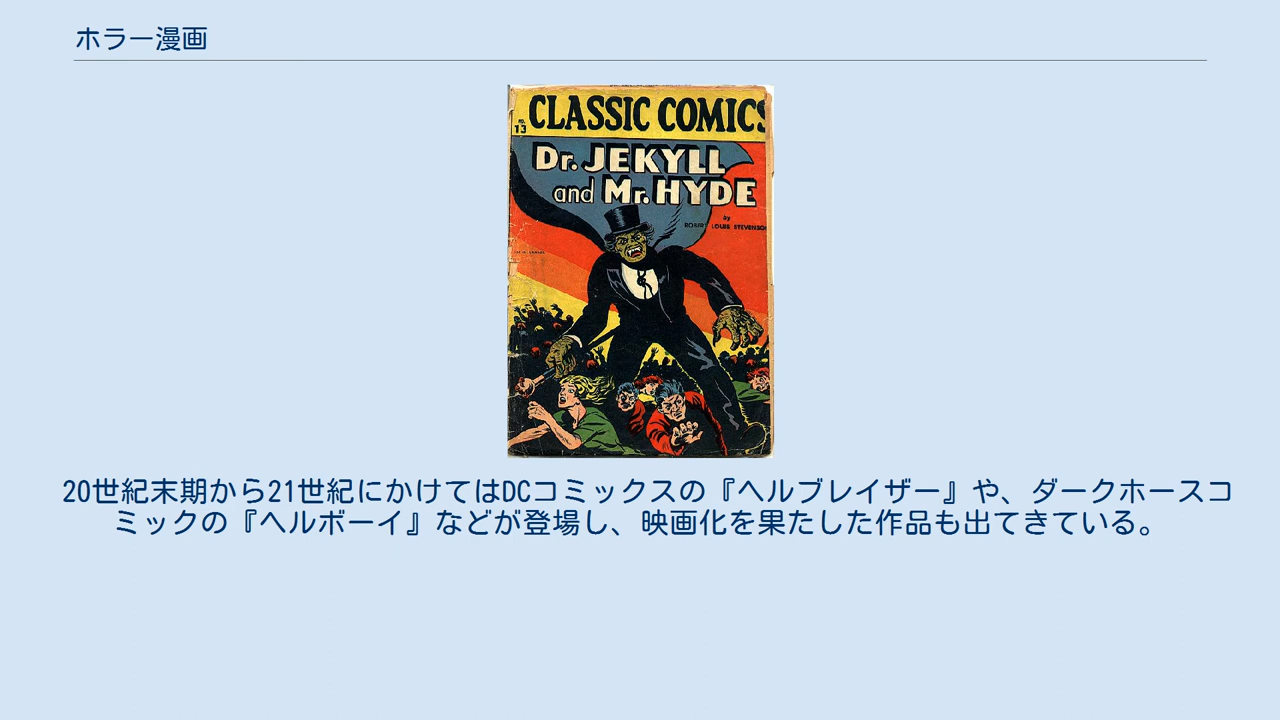 ホラー漫画
No. 13
CLASSIC COMICS
Dr. JEKYLL
and Mr. HYDE
by
ROBERT LOUIS STEVENSON
20世紀末期から21世紀にかけてはDCコミックスの『ヘルブレイザー』や、ダークホースコ
ミックの『ヘルボーイ』などが登場し、映画化を果たした作品も出てきている。